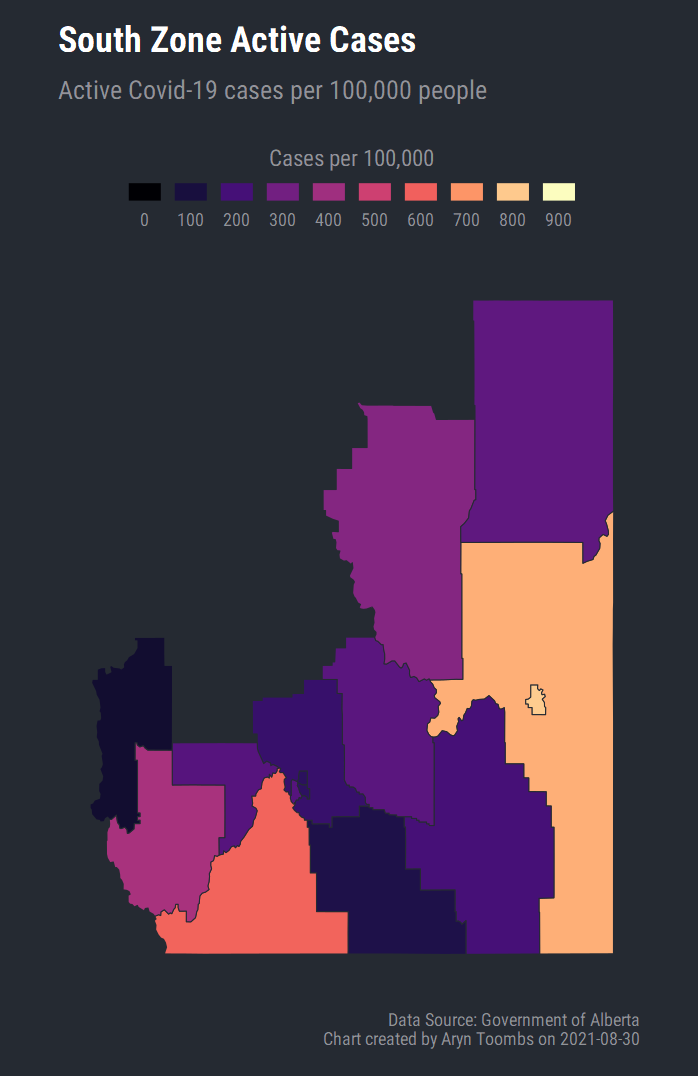 South Zone Active Cases
Active Covid-19 cases per 100,000 people
Cases per 100,000
0 100 200 300 400 500 600 700 800 900
Data Source: Government of Alberta
Chart created by Aryn Toombs on 2021-08-30